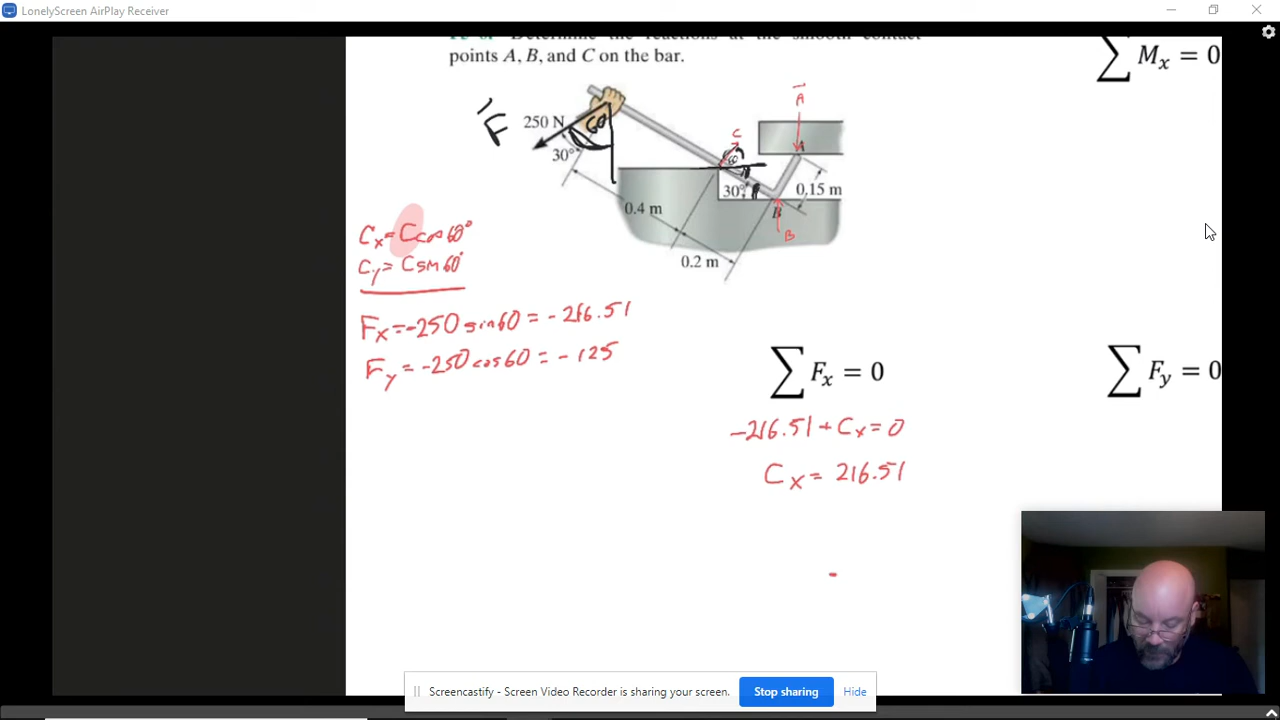 LonelyScreen AirPlay Receiver
points A, B, and C on the bar.
∑ Mx = 0
A
F
250 N
60
C
60
A
30°
30°
0.15 m
0.4 m
B
B
0.2 m
Cx = C cos 60°
Cy = C sin 60°
Fx = -250 sin 60 = - 216.51
Fy = -250 cos 60 = - 125
∑ Fx = 0
∑ Fy = 0
-216.51 + Cx = 0
Cx = 216.51
Screencastify - Screen Video Recorder is sharing your screen.
Stop sharing
Hide